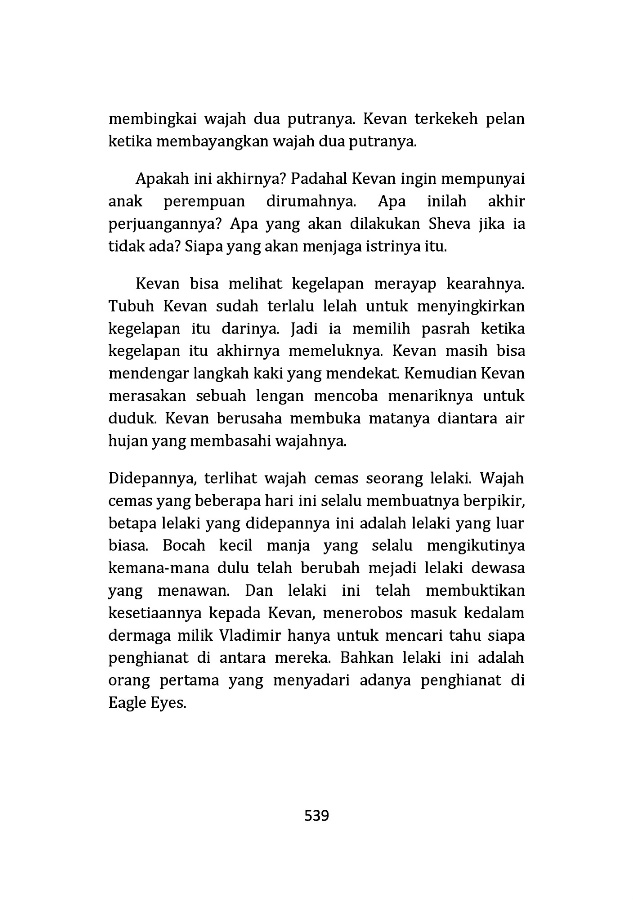 membingkai wajah dua putranya. Kevan terkekeh pelan
ketika membayangkan wajah dua putranya.
Apakah ini akhirnya? Padahal Kevan ingin mempunyai
anak perempuan dirumahnya. Apa inilah akhir
perjuangannya? Apa yang akan dilakukan Sheva jika ia
tidak ada? Siapa yang akan menjaga istrinya itu.
Kevan bisa melihat kegelapan merayap kearahnya.
Tubuh Kevan sudah terlalu lelah untuk menyingkirkan
kegelapan itu darinya. Jadi ia memilih pasrah ketika
kegelapan itu akhirnya memeluknya. Kevan masih bisa
mendengar langkah kaki yang mendekat. Kemudian Kevan
merasakan sebuah lengan mencoba menariknya untuk
duduk. Kevan berusaha membuka matanya diantara air
hujan yang membasahi wajahnya.
Didepannya, terlihat wajah cemas seorang lelaki. Wajah
cemas yang beberapa hari ini selalu membuatnya berpikir,
betapa lelaki yang didepannya ini adalah lelaki yang luar
biasa. Bocah kecil manja yang selalu mengikutinya
kemana-mana dulu telah berubah mejadi lelaki dewasa
yang menawan. Dan lelaki ini telah membuktikan
kesetiaannya kepada Kevan, menerobos masuk kedalam
dermaga milik Vladimir hanya untuk mencari tahu siapa
penghianat di antara mereka. Bahkan lelaki ini adalah
orang pertama yang menyadari adanya penghianat di
Eagle Eyes.
539